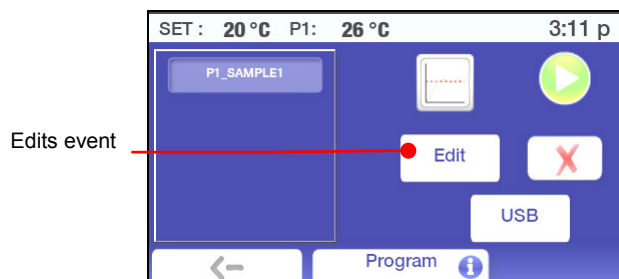 SET : 20 °C P1: 26 °C 3:11 p
P1_SAMPLE1
Edits event
Edit
X
USB
Program i